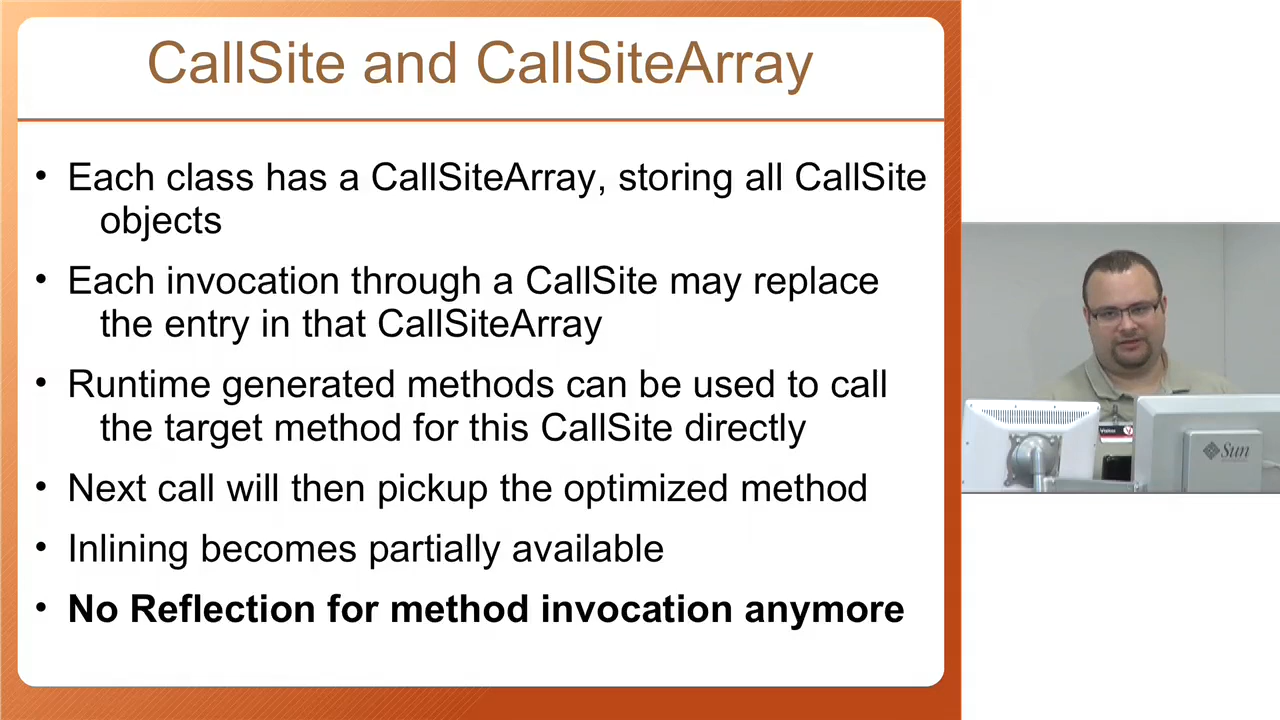 CallSite and CallSiteArray
• Each class has a CallSiteArray, storing all CallSite
objects
• Each invocation through a CallSite may replace
the entry in that CallSiteArray
• Runtime generated methods can be used to call
the target method for this CallSite directly
• Next call will then pickup the optimized method
• Inlining becomes partially available
• No Reflection for method invocation anymore
Visitor
Sun